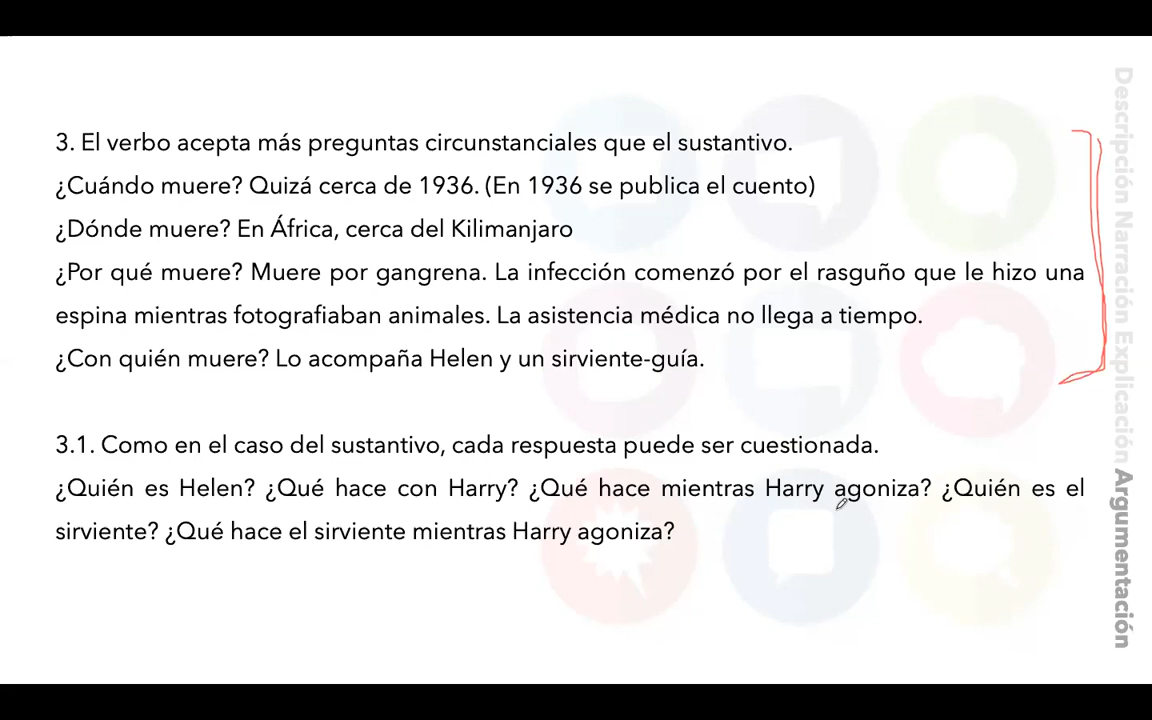 3. El verbo acepta más preguntas circunstanciales que el sustantivo.
¿Cuándo muere? Quizá cerca de 1936. (En 1936 se publica el cuento)
¿Dónde muere? En África, cerca del Kilimanjaro
¿Por qué muere? Muere por gangrena. La infección comenzó por el rasguño que le hizo una
espina mientras fotografiaban animales. La asistencia médica no llega a tiempo.
¿Con quién muere? Lo acompaña Helen y un sirviente-guía.
3.1. Como en el caso del sustantivo, cada respuesta puede ser cuestionada.
¿Quién es Helen? ¿Qué hace con Harry? ¿Qué hace mientras Harry agoniza? ¿Quién es el
sirviente? ¿Qué hace el sirviente mientras Harry agoniza?
Descripción Narración Explicación Argumentación